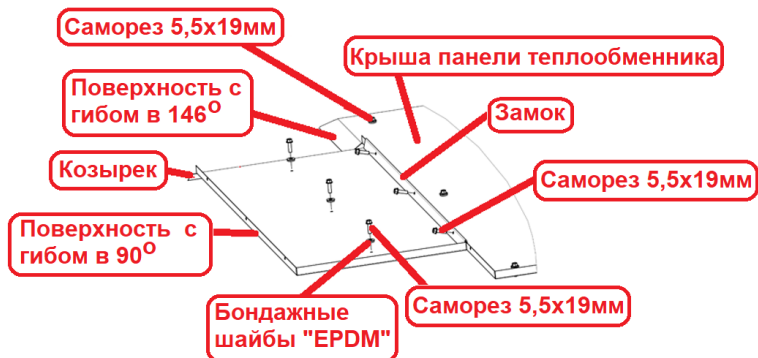 Саморез 5,5х19мм
Крыша панели теплообменника
Поверхность с
гибом в 146О
Замок
Козырек
Саморез 5,5х19мм
Поверхность с
гибом в 90О
Бондажные
шайбы "EPDM"
Саморез 5,5х19мм